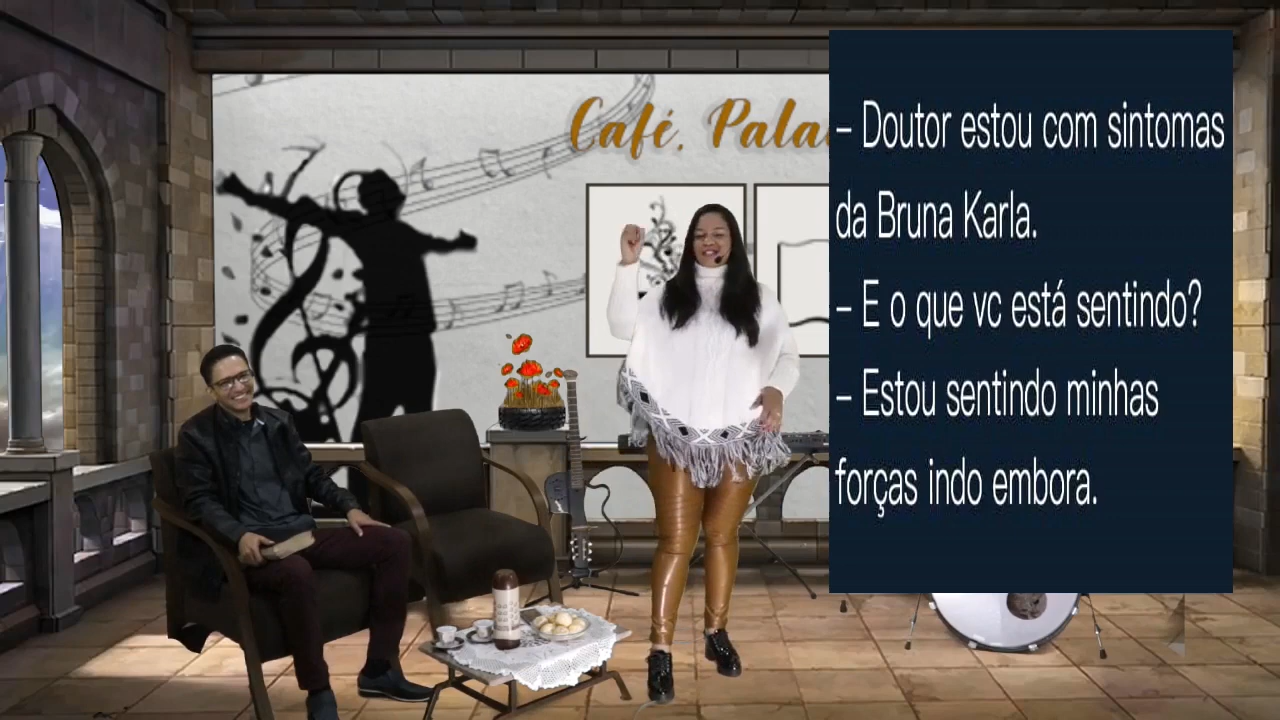 Café, Pala
– Doutor estou com sintomas
da Bruna Karla.
– E o que vc está sentindo?
– Estou sentindo minhas
forças indo embora.